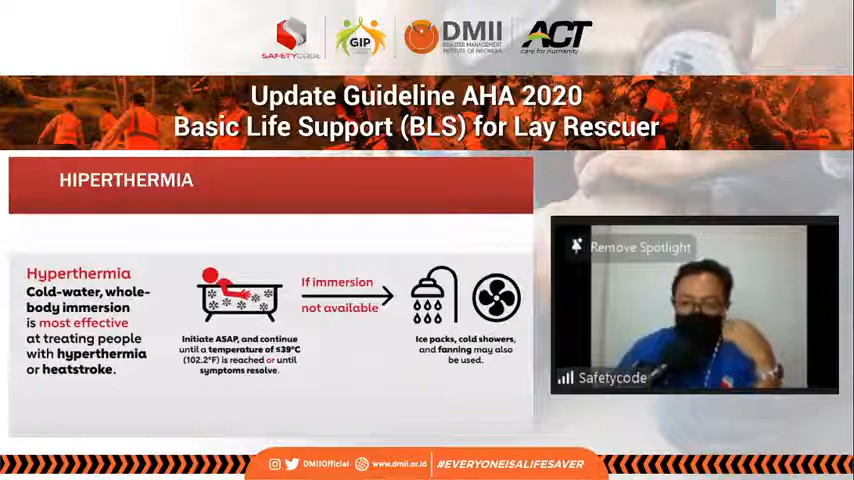 SAFETYCODE
GIP
DMII
DISASTER MANAGEMENT
INSTITUTE OF INDONESIA
ACT
care for humanity
Update Guideline AHA 2020
Basic Life Support (BLS) for Lay Rescuer
HIPERTHERMIA
Hyperthermia
Cold-water, whole-
body immersion
is most effective
at treating people
with hyperthermia
or heatstroke.
Initiate ASAP, and continue
until a temperature of ≤39°C
(102.2°F) is reached or until
symptoms resolve.
If immersion
not available
Ice packs, cold showers,
and fanning may also
be used.
Remove Spotlight
Safetycode
DMIIOfficial
www.dmii.or.id
#EVERYONEISALIFESAVER